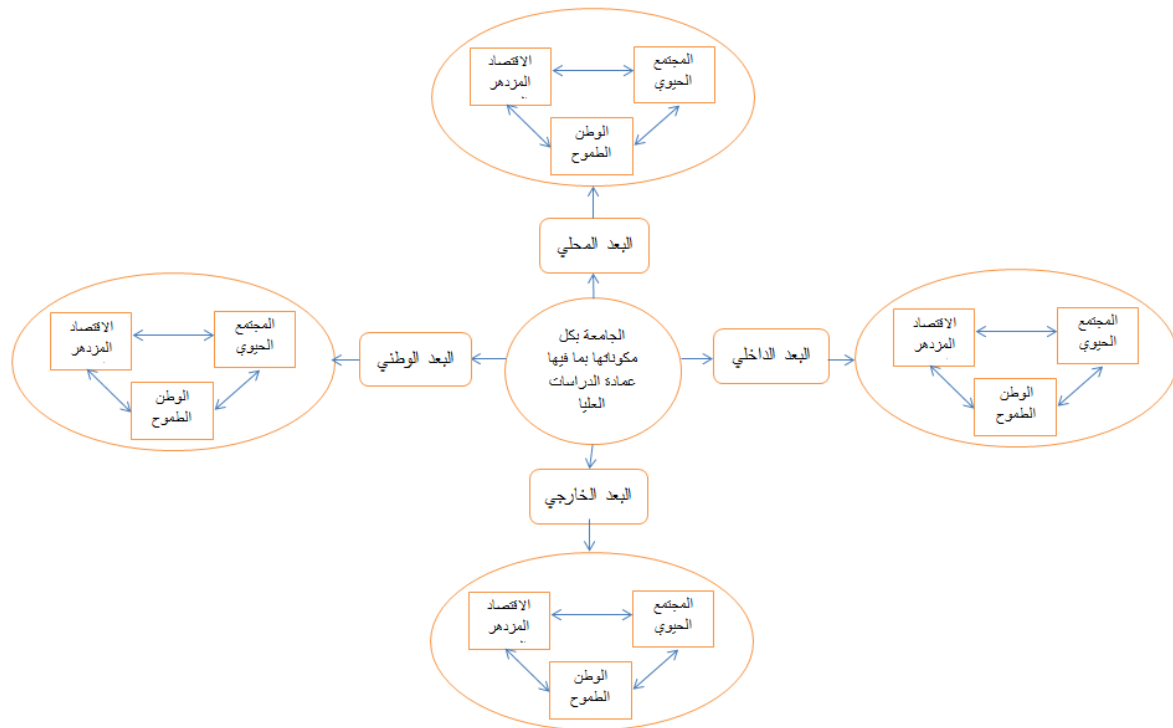 المجتمع
الحيوي
الاقتصاد
المزدهر
الوطن
الطموح
البعد المحلي
المجتمع
الحيوي
الاقتصاد
المزدهر
الوطن
الطموح
البعد الداخلي
الجامعة بكل
مكوناتها بما فيها
عمادة الدراسات
العليا
البعد الوطني
المجتمع
الحيوي
الاقتصاد
المزدهر
الوطن
الطموح
البعد الخارجي
المجتمع
الحيوي
الاقتصاد
المزدهر
الوطن
الطموح